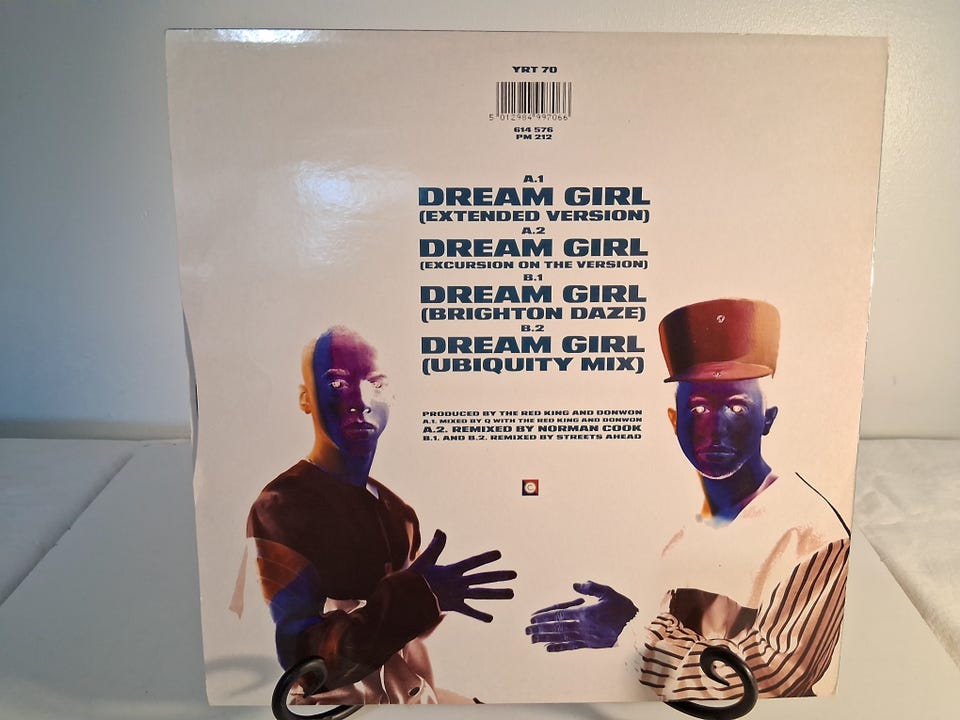 YRT 70
5 012984 997066
614 576
PM 212
A.1
DREAM GIRL
(EXTENDED VERSION)
A.2
DREAM GIRL
(EXCURSION ON THE VERSION)
B.1
DREAM GIRL
(BRIGHTON DAZE)
B.2
DREAM GIRL
(UBIQUITY MIX)
PRODUCED BY THE RED KING AND DONWON
A.1. MIXED BY Q WITH THE RED KING AND DONWON
A.2. REMIXED BY NORMAN COOK
B.1. AND B.2. REMIXED BY STREETS AHEAD